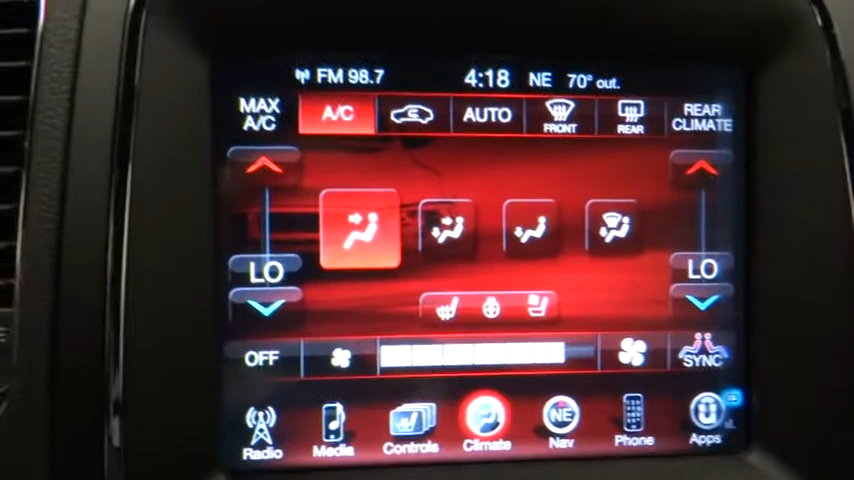 FM 98.7 4:18 NE 70° out.
MAX A/C
A/C
AUTO
FRONT
REAR
REAR CLIMATE
LO
LO
OFF
SYNC
Radio
Media
Controls
Climate
NE
Nav
Phone
Apps